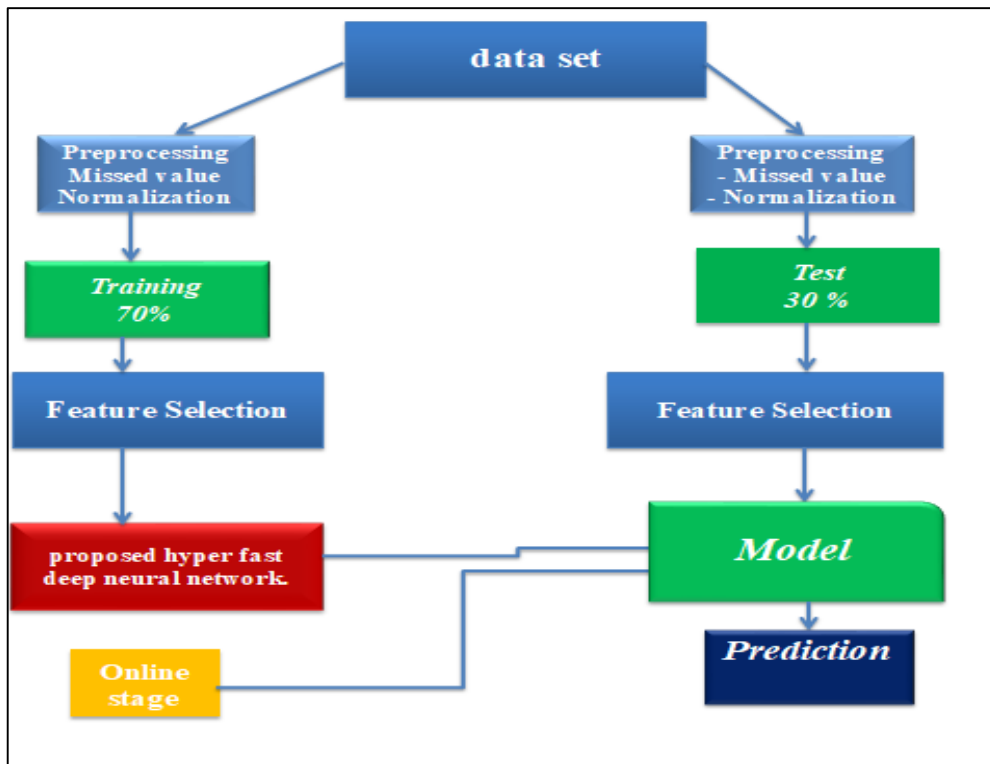 data set
Preprocessing
Missed value
Normalization
Preprocessing
- Missed value
- Normalization
Training
70%
Test
30 %
Feature Selection
Feature Selection
proposed hyper fast
deep neural network.
Model
Online
stage
Prediction